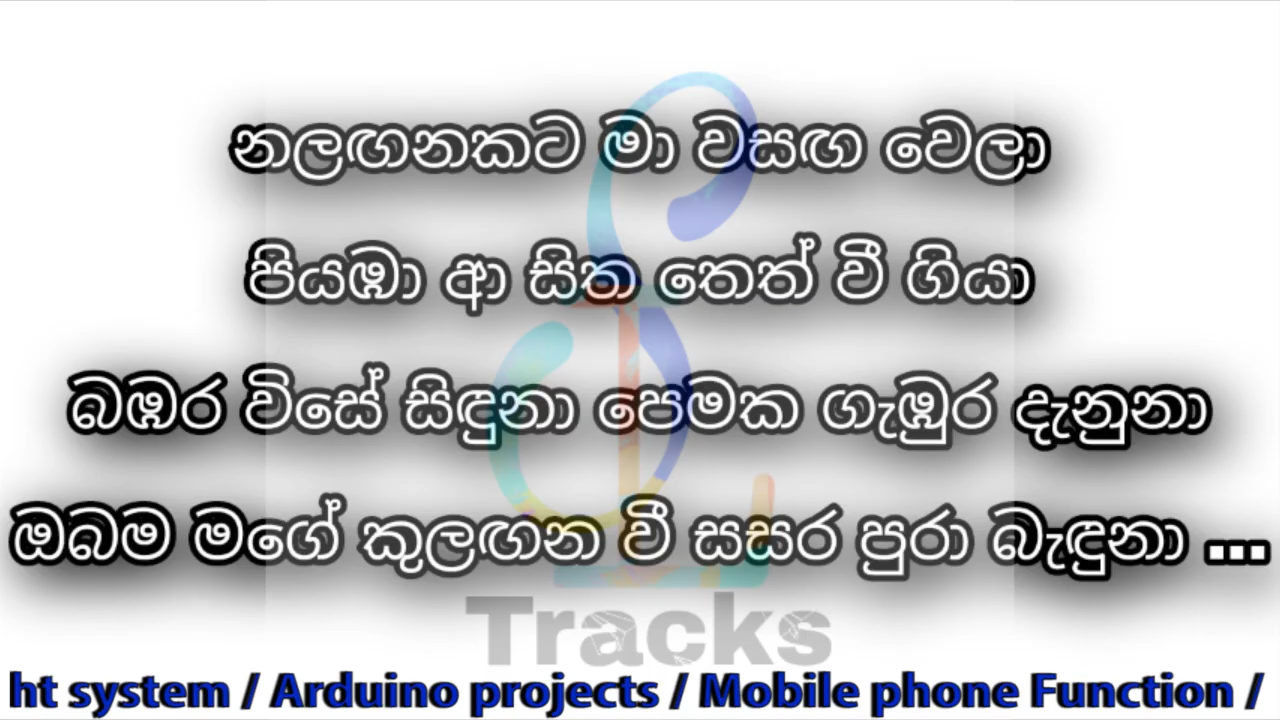 නලඟනකට මා වසඟ වෙලා
පියඹා ආ සිත තෙත් වී ගියා
බඹර විසේ සිඳුනා පෙමක ගැඹුර දැනුනා
ඔබම මගේ කුලඟන වී සසර පුරා බැඳුනා ...
Tracks
ht system / Arduino projects / Mobile phone Function /